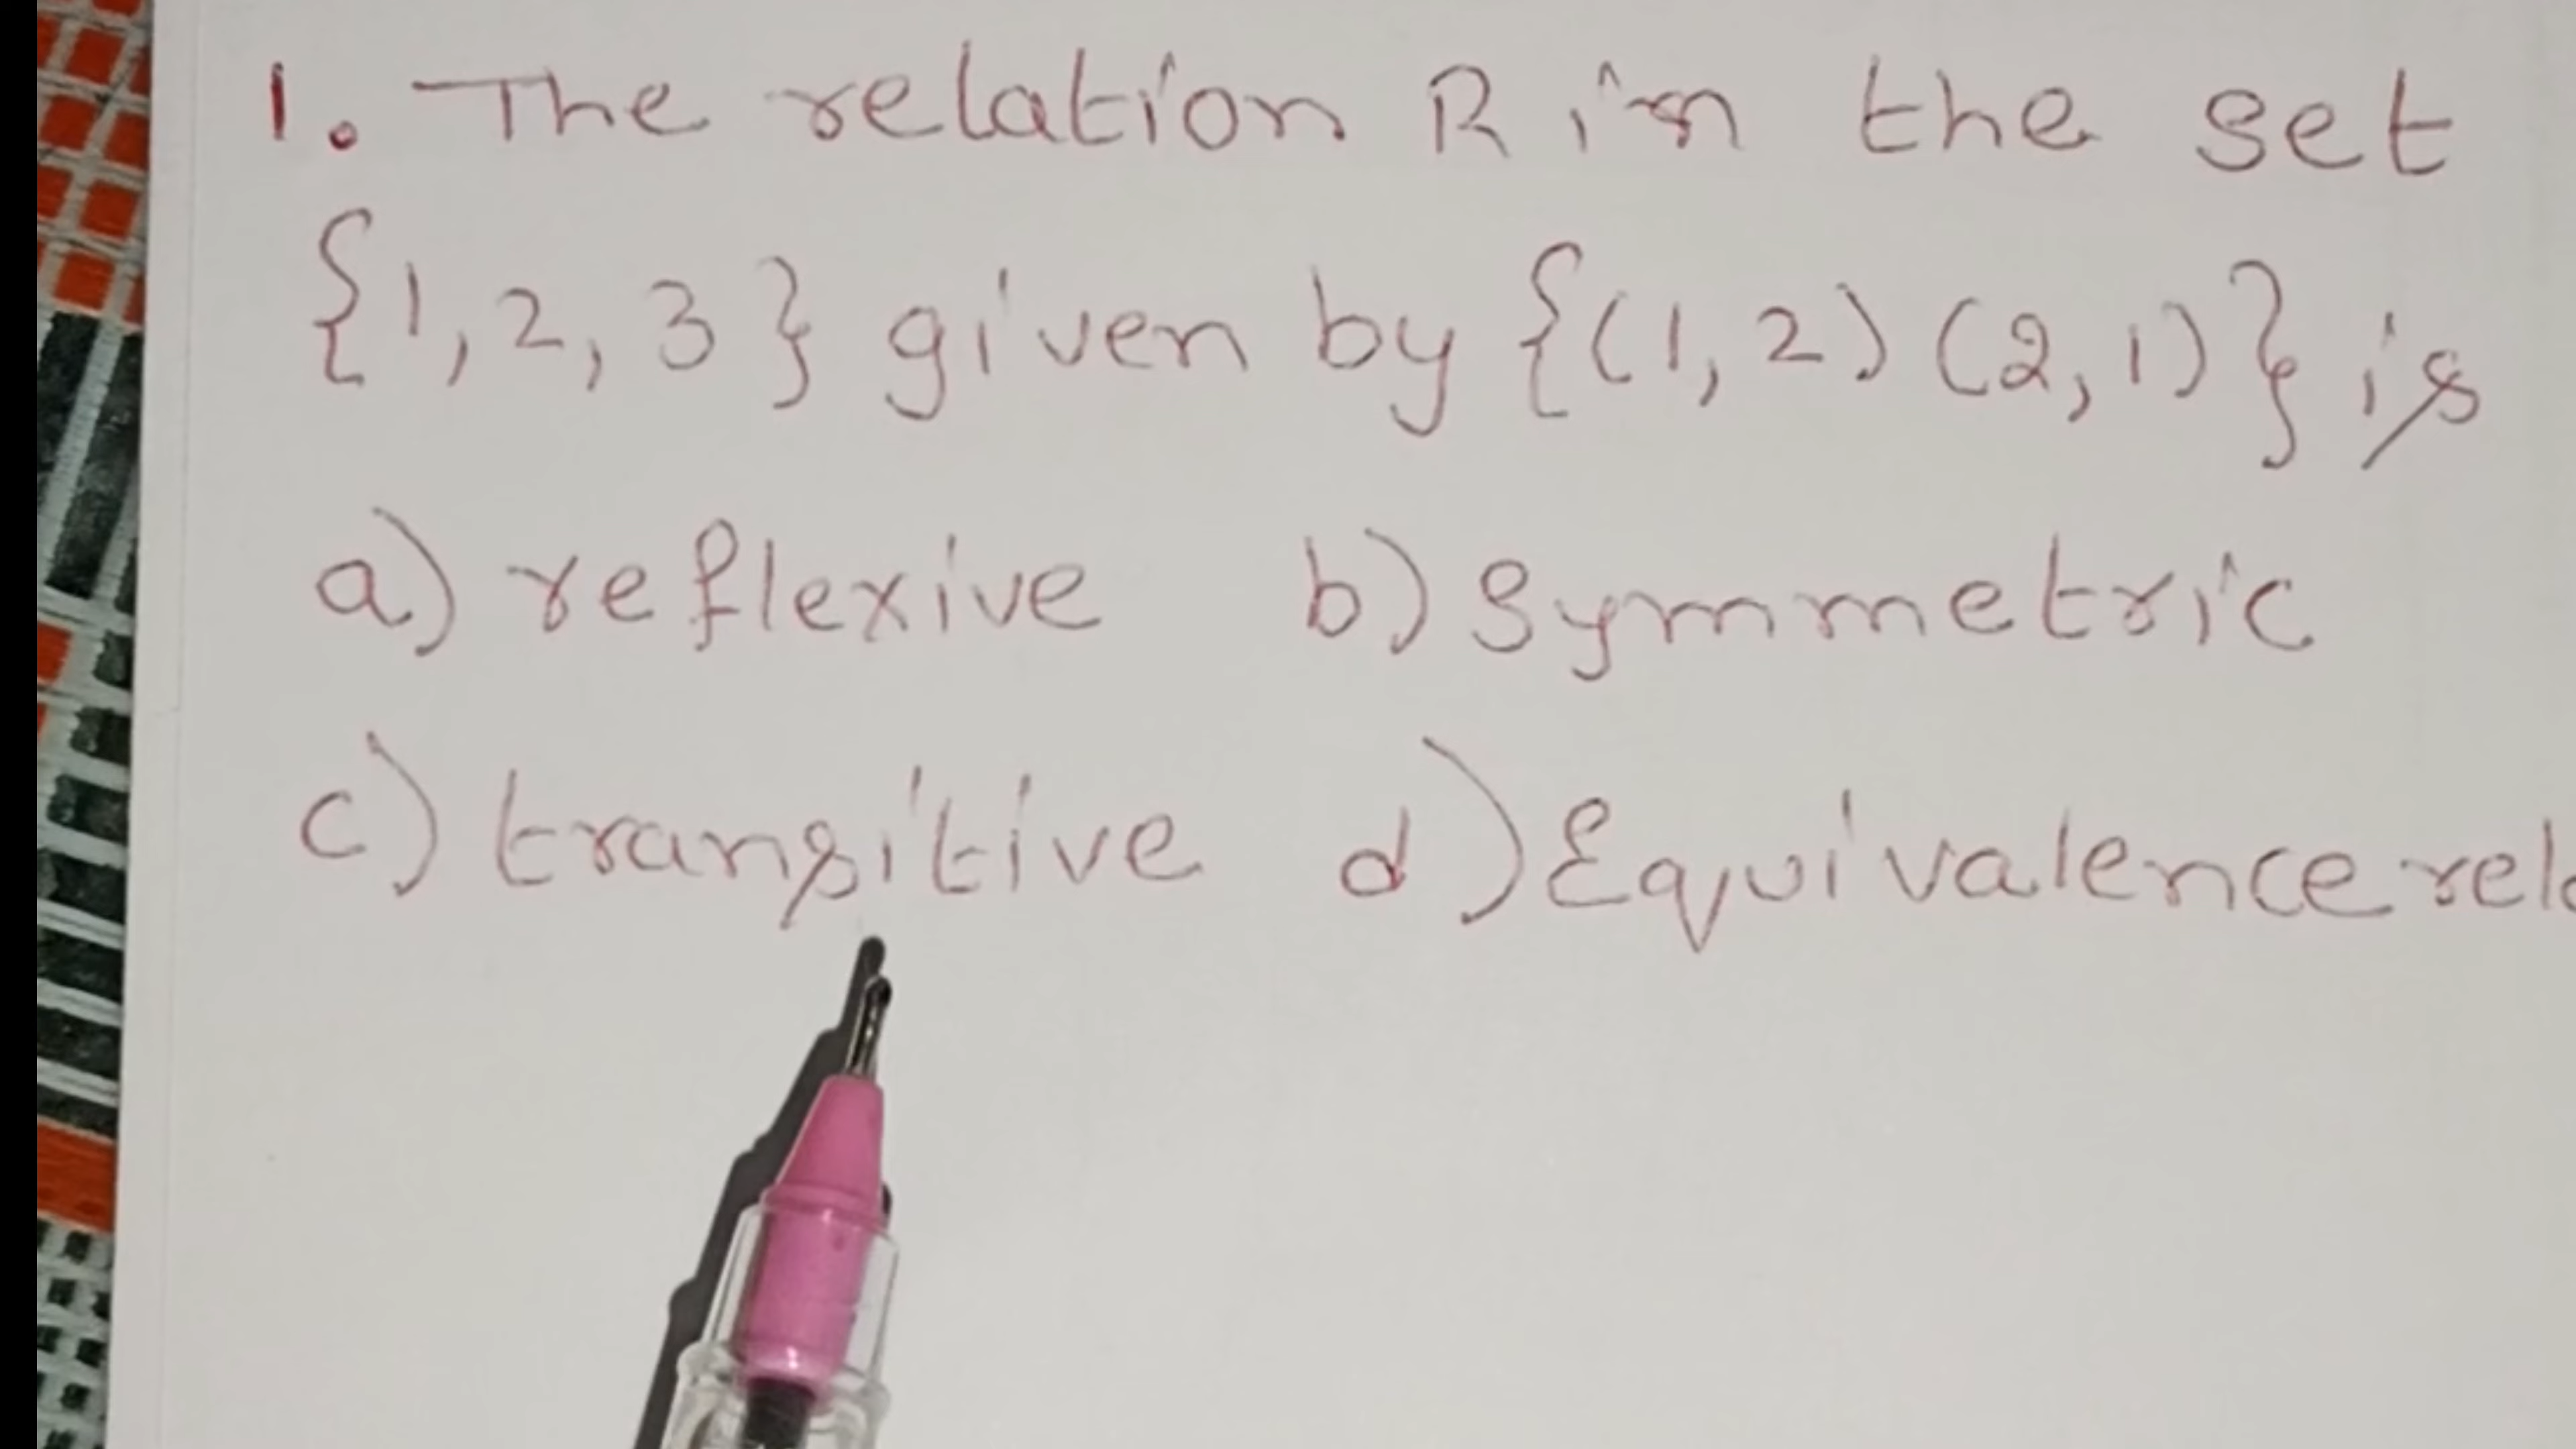 1. The relation R in the set
{1, 2, 3} given by {(1, 2) (2, 1)} is
a) reflexive b) Symmetric
c) transitive d) Equivalence rel